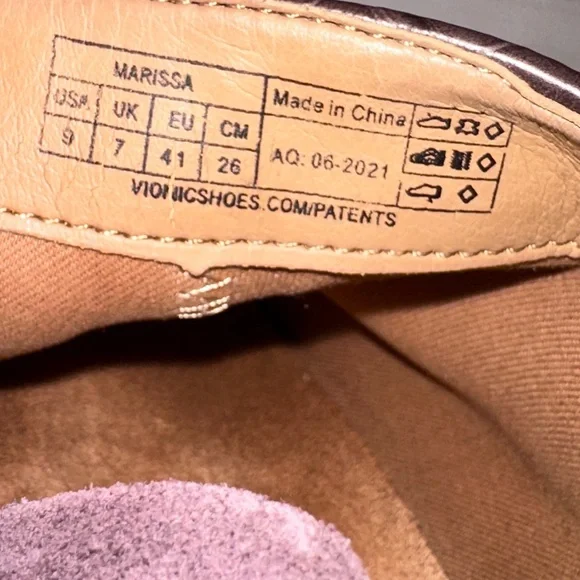 MARISSA
USA UK EU CM
9 7 41 26
Made in China
AQ: 06-2021
VIONICSHOES.COM/PATENTS